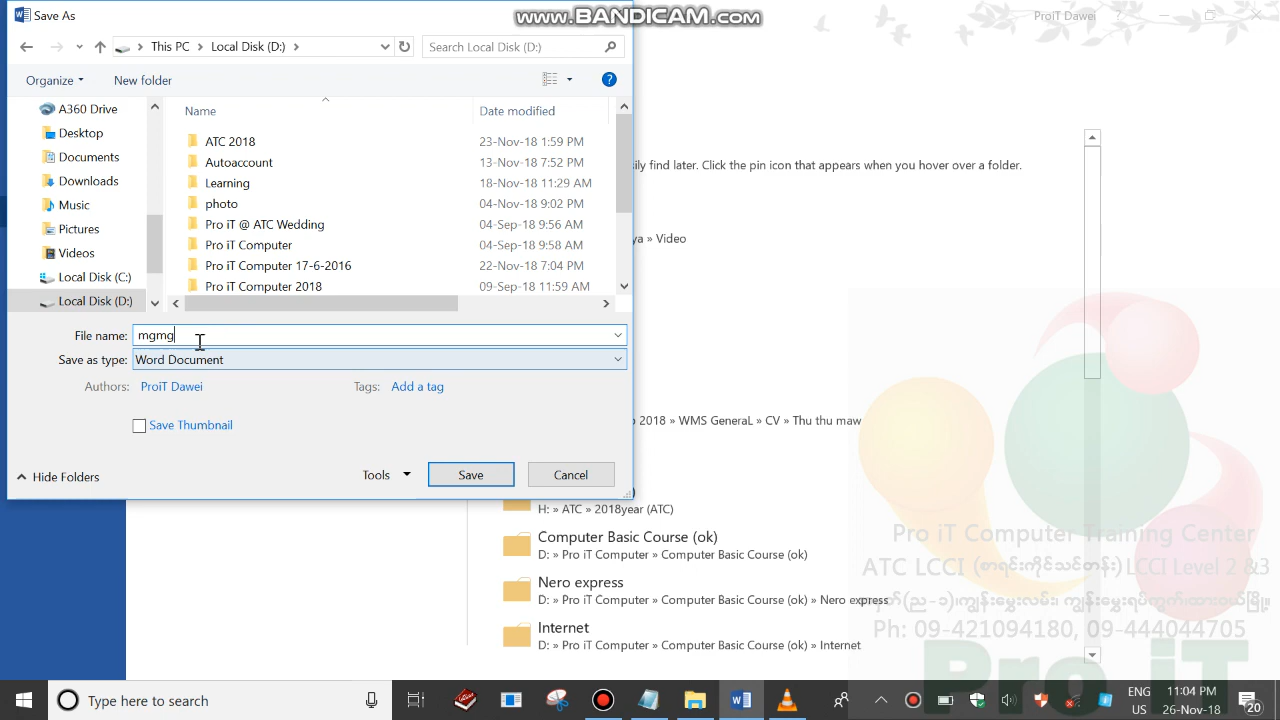 Save As
www.BANDICAM.com
ProiT Dawei
?
This PC > Local Disk (D:) >
Search Local Disk (D:)
Organize
New folder
?
A360 Drive
Desktop
Documents
Downloads
Music
Pictures
Videos
Local Disk (C:)
Local Disk (D:)
Name
Date modified
ATC 2018
23-Nov-18 1:59 PM
Autoaccount
13-Nov-18 7:52 PM
Learning
18-Nov-18 11:29 AM
photo
04-Nov-18 9:02 PM
Pro iT @ ATC Wedding
04-Sep-18 9:56 AM
Pro iT Computer
04-Sep-18 9:58 AM
Pro iT Computer 17-6-2016
22-Nov-18 7:04 PM
Pro iT Computer 2018
09-Sep-18 11:59 AM
File name: mgmg
Save as type: Word Document
Authors: ProiT Dawei
Tags: Add a tag
Save Thumbnail
Hide Folders
Tools
Save
Cancel
find later. Click the pin icon that appears when you hover over a folder.
» Video
2018 » WMS GeneraL » CV » Thu thu maw
H: » ATC » 2018year (ATC)
Computer Basic Course (ok)
D: » Pro iT Computer » Computer Basic Course (ok)
Nero express
D: » Pro iT Computer » Computer Basic Course (ok) » Nero express
Internet
D: » Pro iT Computer » Computer Basic Course (ok) » Internet
Pro iT Computer Training Center
ATC LCCI (စာရင်းကိုင်သင်တန်း) LCCI Level 2 &3
Ph: 09-421094180, 09-444044705
Pro iT
Type here to search
ENG
US
11:04 PM
26-Nov-18
20